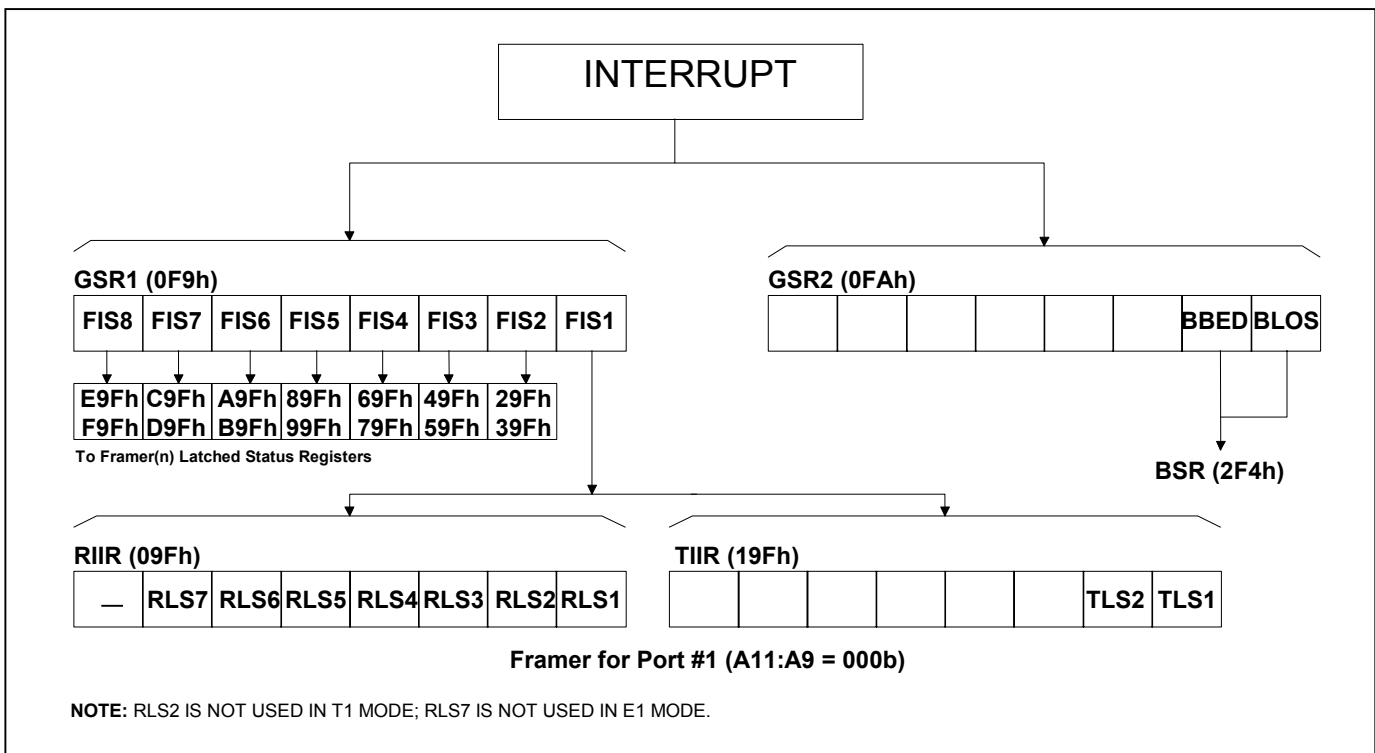 INTERRUPT
GSR1 (0F9h)
FIS8 FIS7 FIS6 FIS5 FIS4 FIS3 FIS2 FIS1
E9Fh C9Fh A9Fh 89Fh 69Fh 49Fh 29Fh
F9Fh D9Fh B9Fh 99Fh 79Fh 59Fh 39Fh
To Framer(n) Latched Status Registers
GSR2 (0FAh)
BBED BLOS
BSR (2F4h)
RIIR (09Fh)
— RLS7 RLS6 RLS5 RLS4 RLS3 RLS2 RLS1
TIIR (19Fh)
TLS2 TLS1
Framer for Port #1 (A11:A9 = 000b)
NOTE: RLS2 IS NOT USED IN T1 MODE; RLS7 IS NOT USED IN E1 MODE.